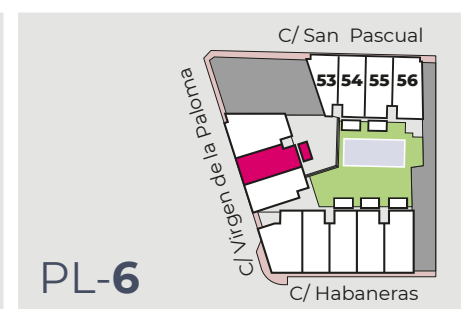 C/ San Pascual
53 54 55 56
C/ Virgen de la Paloma
C/ Habaneras
PL-6